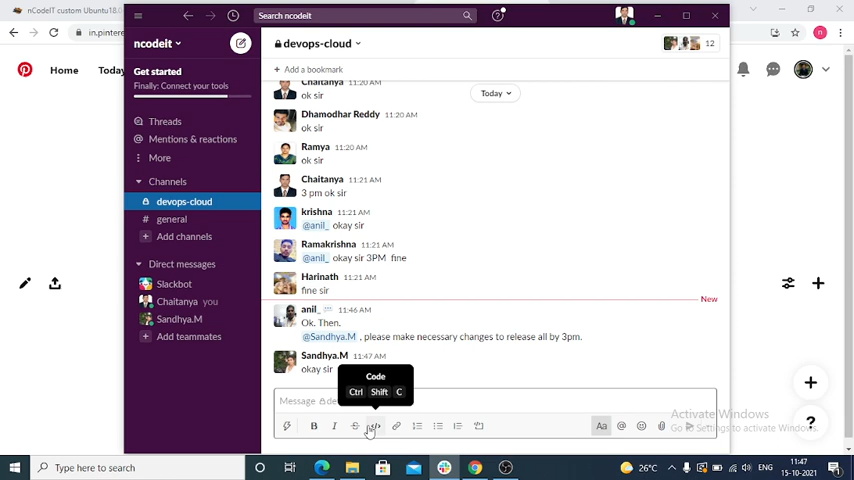 nCodeIT custom Ubuntu18.0
Search ncodeit
in.pintere
Home
Today
ncodeit
devops-cloud
12
Get started
Finally: Connect your tools
Add a bookmark
Threads
Mentions & reactions
More
Channels
devops-cloud
# general
Add channels
Direct messages
Slackbot
Chaitanya you
Sandhya.M
Add teammates
Today
Chaitanya 11:20 AM
ok sir
Dhamodhar Reddy 11:20 AM
ok sir
Ramya 11:20 AM
ok sir
Chaitanya 11:21 AM
3 pm ok sir
krishna 11:21 AM
@anil_ okay sir
Ramakrishna 11:21 AM
@anil_ okay sir 3PM fine
Harinath 11:21 AM
fine sir
New
anil_ 11:46 AM
Ok. Then.
@Sandhya.M , please make necessary changes to release all by 3pm.
Sandhya.M 11:47 AM
okay sir
Code
Ctrl Shift C
Message de
B I S
Aa
Activate Windows
Go to Settings to activate Windows.
?
Type here to search
26°C
ENG
11:47
15-10-2021
n